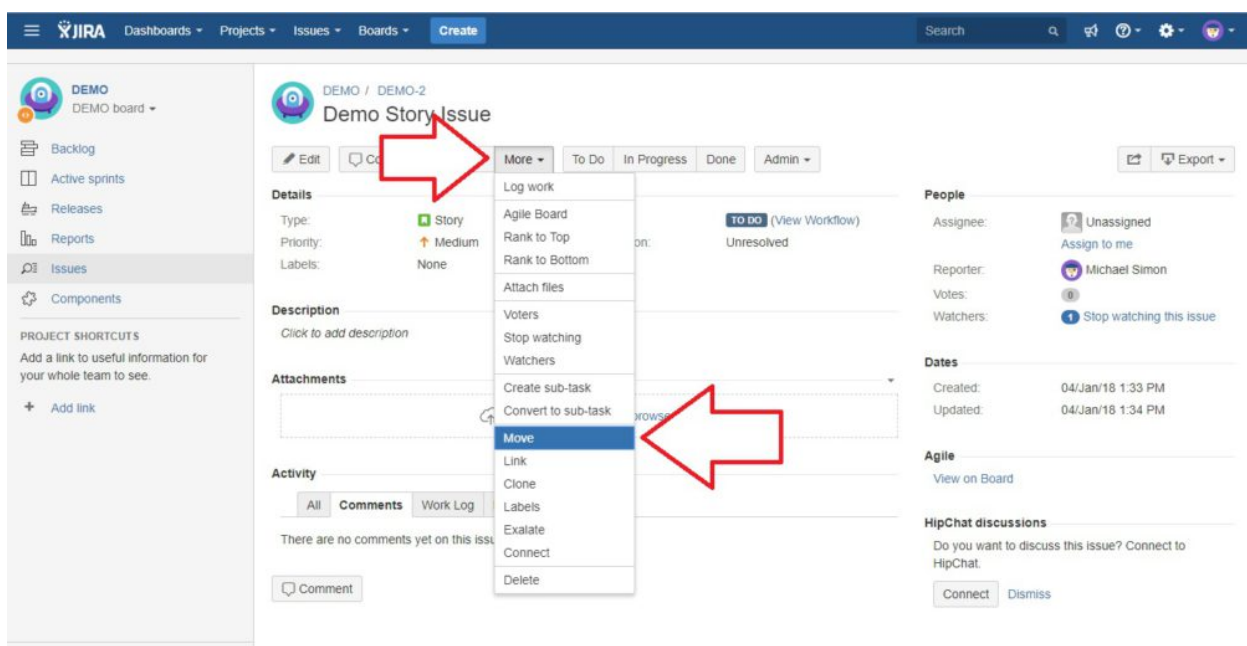 JIRA Dashboards Projects Issues Boards Create Search
DEMO
DEMO board
Backlog
Active sprints
Releases
Reports
Issues
Components
PROJECT SHORTCUTS
Add a link to useful information for
your whole team to see.
+ Add link
DEMO / DEMO-2
Demo Story Issue
Edit More To Do In Progress Done Admin Export
Details
Type: Story TO DO (View Workflow)
Priority: Medium Unresolved
Labels: None
Description
Click to add description
Attachments
Activity
All Comments Work Log
There are no comments yet on this
Comment
Log work
Agile Board
Rank to Top
Rank to Bottom
Attach files
Voters
Stop watching
Watchers
Create sub-task
Convert to sub-task
Move
Link
Clone
Labels
Exalate
Connect
Delete
People
Assignee: Unassigned
Assign to me
Reporter: Michael Simon
Votes: 0
Watchers: 1 Stop watching this issue
Dates
Created: 04/Jan/18 1:33 PM
Updated: 04/Jan/18 1:34 PM
Agile
View on Board
HipChat discussions
Do you want to discuss this issue? Connect to
HipChat.
Connect Dismiss